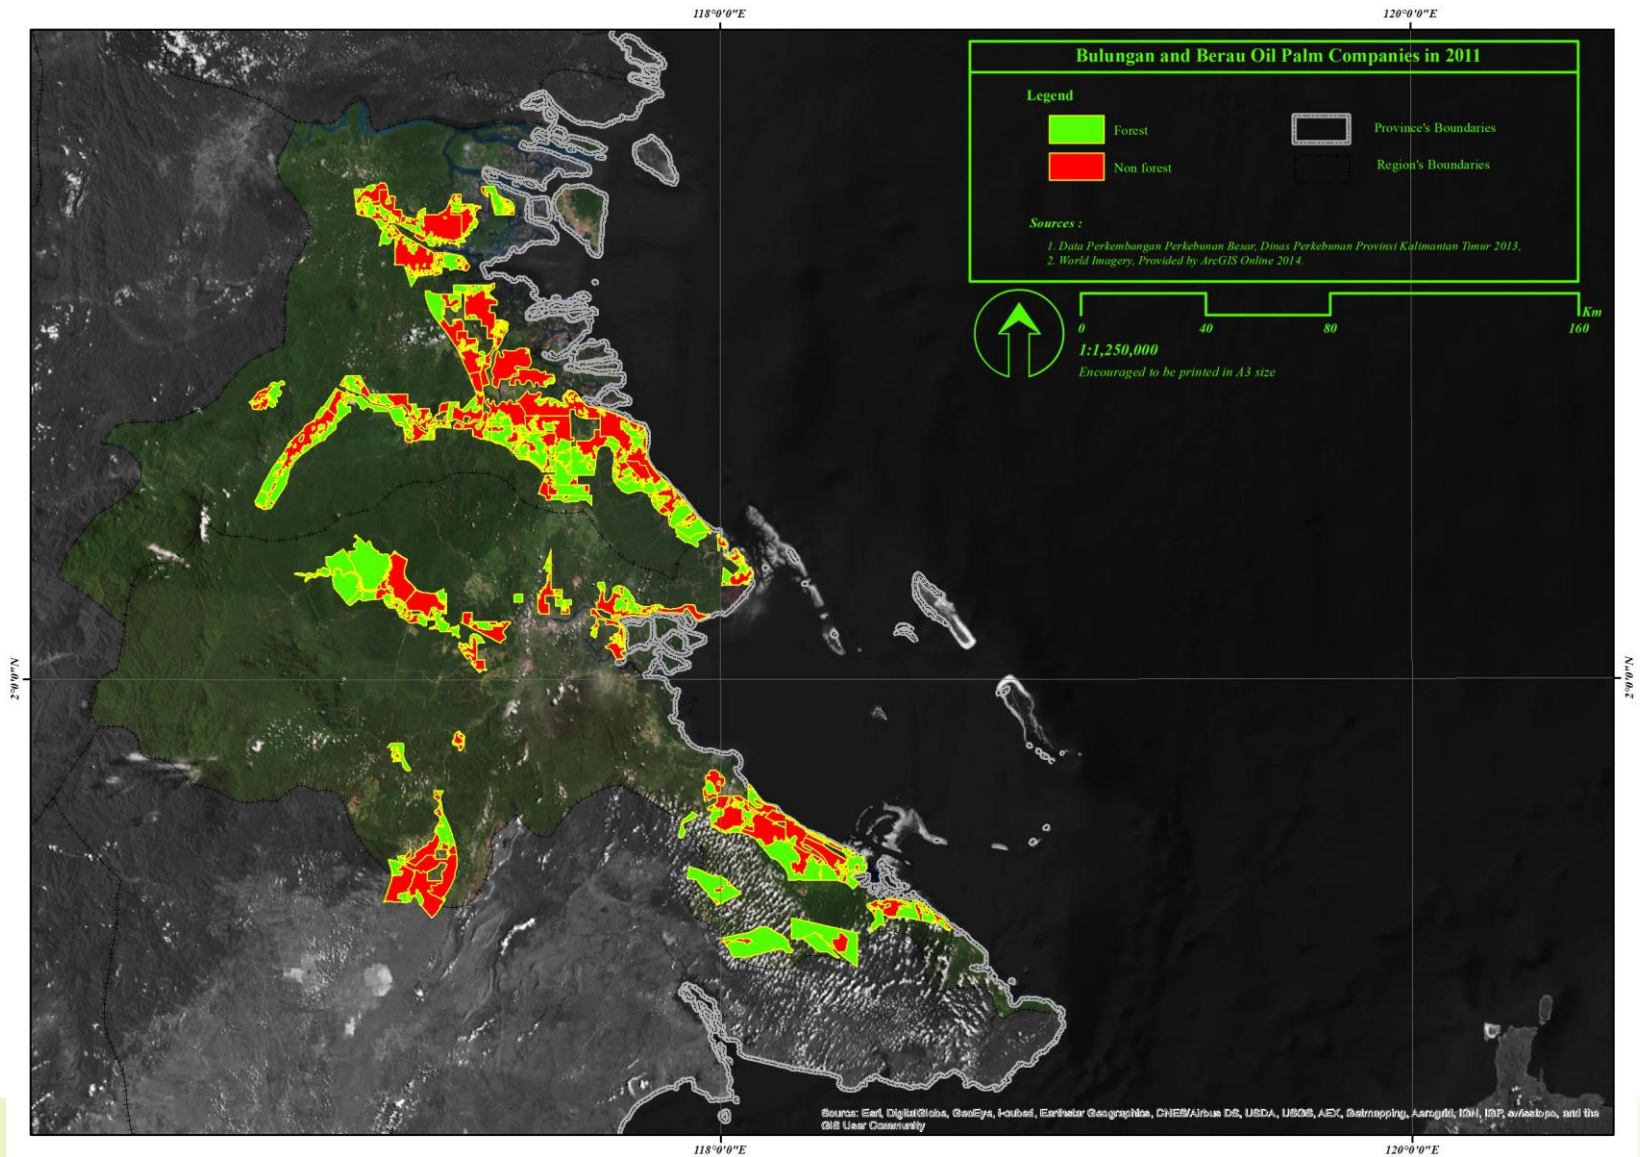 118°0'0"E
120°0'0"E
Bulungan and Berau Oil Palm Companies in 2011
Legend
Forest
Province's Boundaries
Non forest
Region's Boundaries
Sources :
1. Data Perkembangan Perkebunan Besar, Dinas Perkebunan Provinsi Kalimantan Timur 2013,
2. World Imagery, Provided by ArcGIS Online 2014.
Km
0
40
80
160
1:1,250,000
Encouraged to be printed in A3 size
2°0'0"N
2°0'0"N
Source: Esri, DigitalGlobe, GeoEye, i-cubed, Earthstar Geographics, CNES/Airbus DS, USDA, USGS, AEX, Getmapping, Aerogrid, IGN, IGP, swisstopo, and the
GIS User Community
118°0'0"E
120°0'0"E